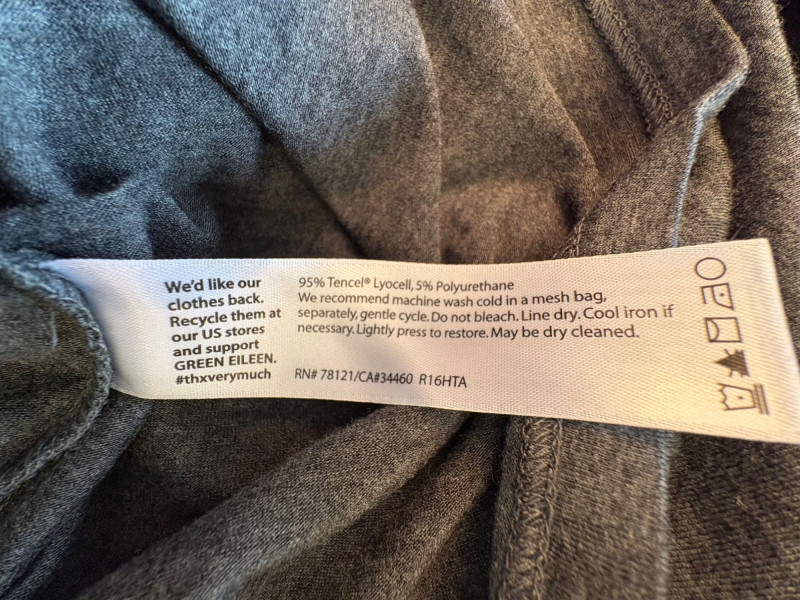 We'd like our
clothes back.
Recycle them at
our US stores
and support
GREEN EILEEN.
#thxverymuch
95% Tencel® Lyocell, 5% Polyurethane
We recommend machine wash cold in a mesh bag,
separately, gentle cycle. Do not bleach. Line dry. Cool iron if
necessary. Lightly press to restore. May be dry cleaned.
RN# 78121/CA#34460 R16HTA